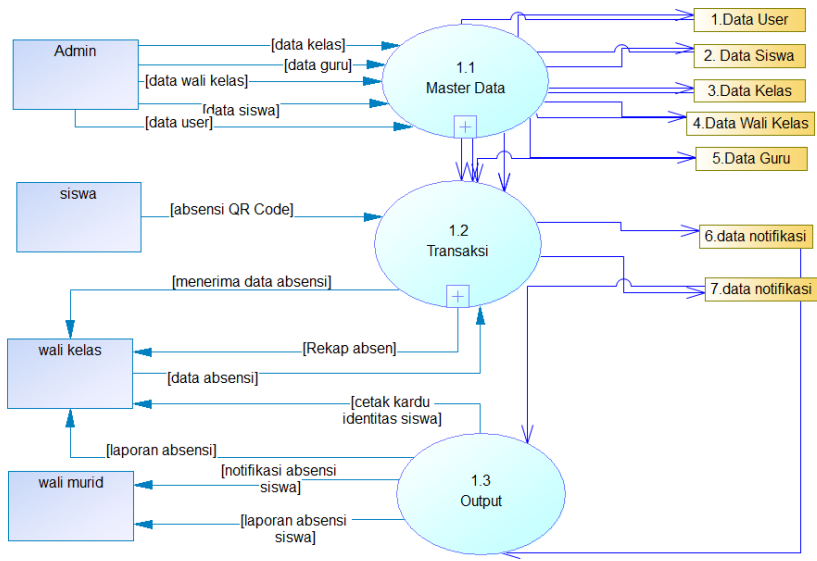 Admin
[data kelas]
[data guru]
[data wali kelas]
[data siswa]
[data user]
1.1
Master Data
1.Data User
2. Data Siswa
3.Data Kelas
4.Data Wali Kelas
5.Data Guru
siswa
[absensi QR Code]
1.2
Transaksi
6.data notifikasi
7.data notifikasi
[menerima data absensi]
wali kelas
[Rekap absen]
[data absensi]
[cetak kardu
identitas siswa]
[laporan absensi]
wali murid
[notifikasi absensi
siswa]
[laporan absensi
siswa]
1.3
Output